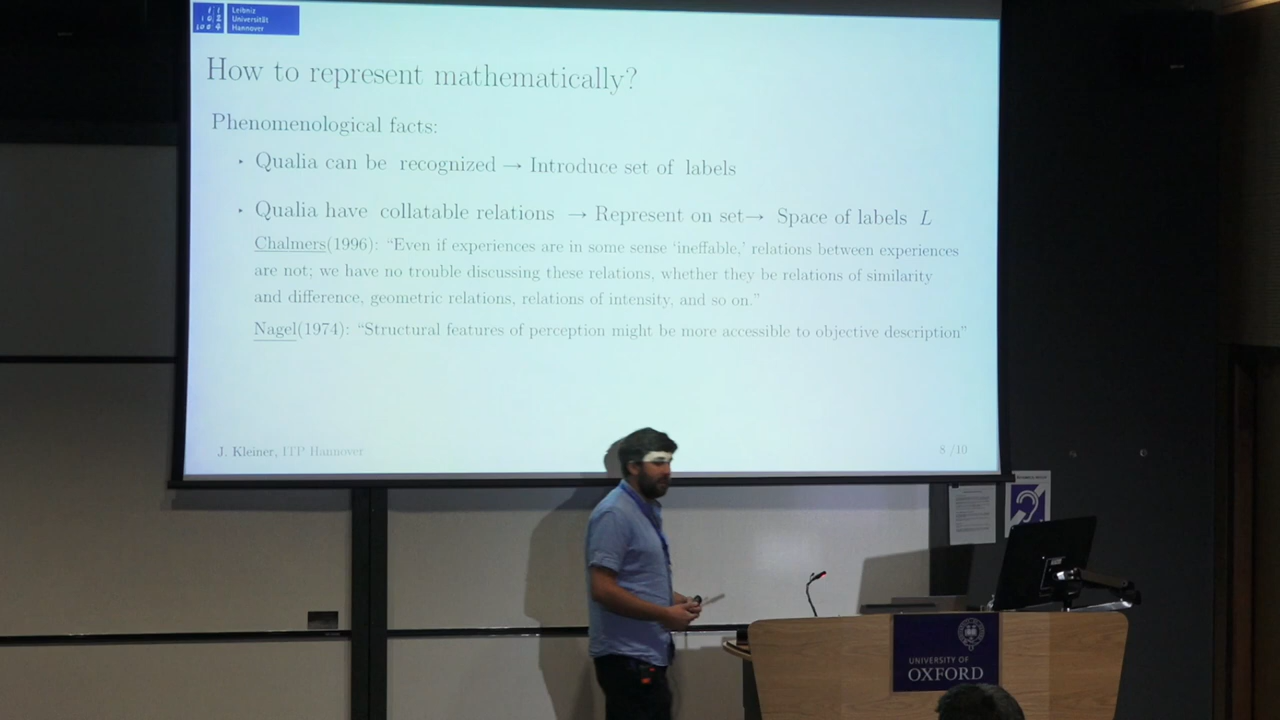 Leibniz
Universität
Hannover
How to represent mathematically?
Phenomenological facts:
‣ Qualia can be recognized → Introduce set of labels
‣ Qualia have collatable relations → Represent on set→ Space of labels L
Chalmers(1996): “Even if experiences are in some sense ‘ineffable,’ relations between experiences
are not; we have no trouble discussing these relations, whether they be relations of similarity
and difference, geometric relations, relations of intensity, and so on.”
Nagel(1974): “Structural features of perception might be more accessible to objective description”
J. Kleiner, ITP Hannover
8 /10
UNIVERSITY OF
OXFORD